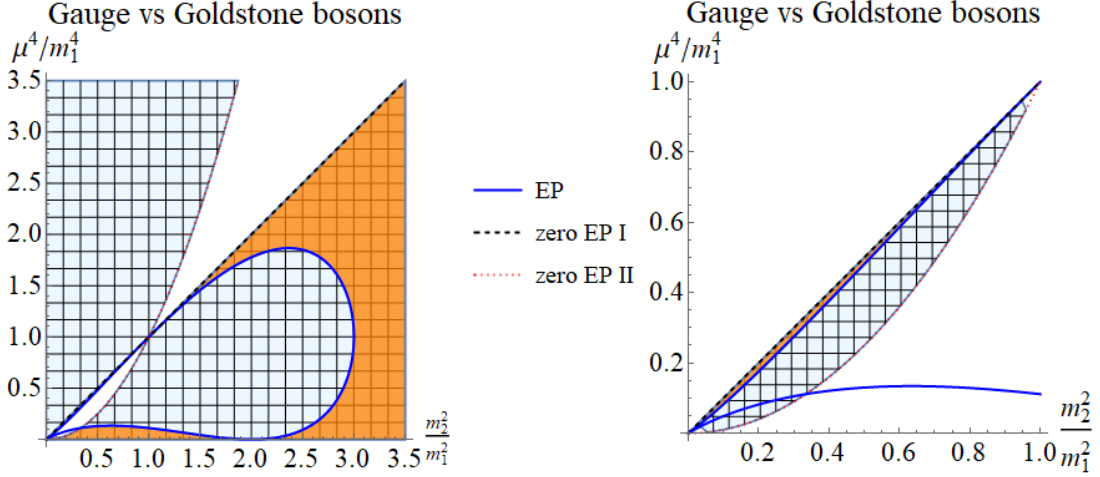 Gauge vs Goldstone bosons
μ⁴/m₁⁴
3.5
3.0
2.5
2.0
1.5
1.0
0.5
0.5 1.0 1.5 2.0 2.5 3.0 3.5
m₂²/m₁²
EP
zero EP I
zero EP II
Gauge vs Goldstone bosons
μ⁴/m₁⁴
1.0
0.8
0.6
0.4
0.2
0.2 0.4 0.6 0.8 1.0
m₂²/m₁²